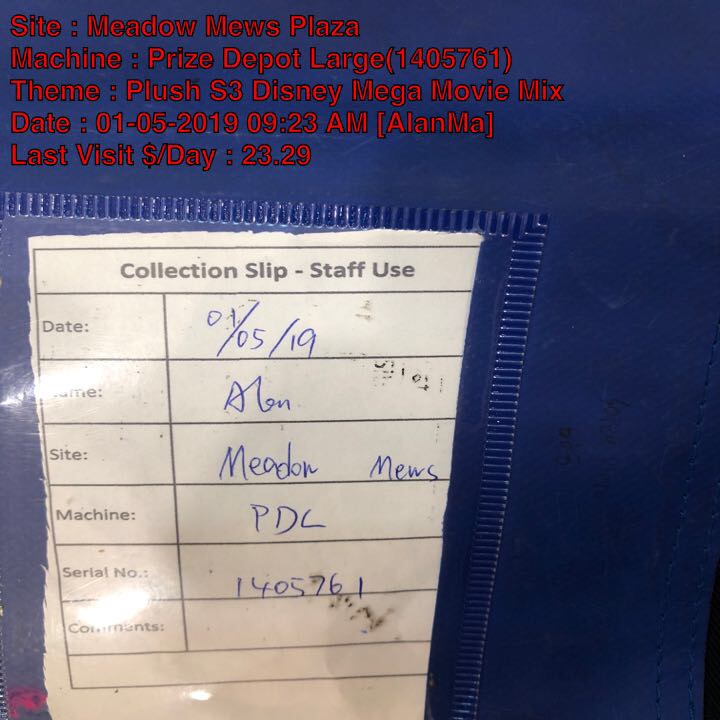 Site : Meadow Mews Plaza
Machine : Prize Depot Large(1405761)
Theme : Plush S3 Disney Mega Movie Mix
Date : 01-05-2019 09:23 AM [AlanMa]
Last Visit $/Day : 23.29
Collection Slip - Staff Use
Date: 01/05/19
Name: Alan
Site: Meadow Mews
Machine: PDL
Serial No.: 1405761
Comments: